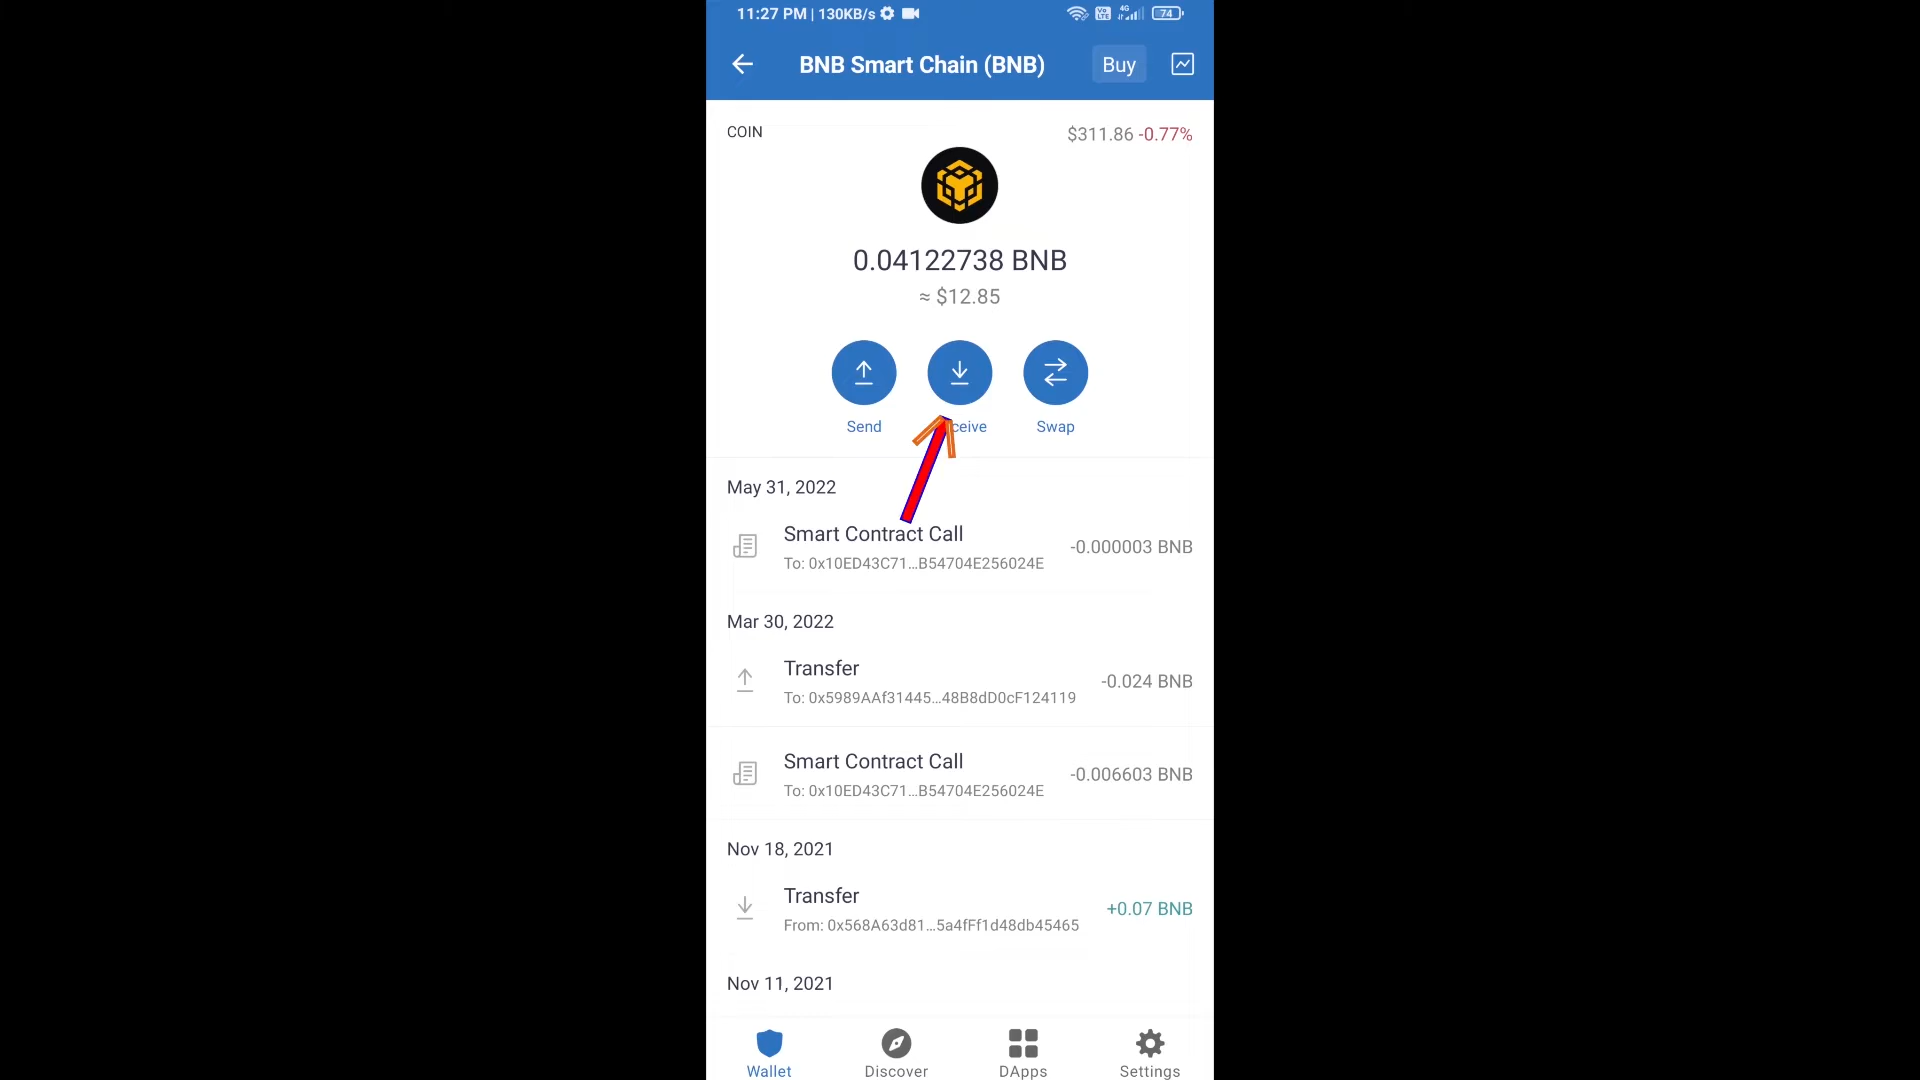 11:27 PM | 130KB/s 4G 74
BNB Smart Chain (BNB) Buy
COIN $311.86 -0.77%
0.04122738 BNB
≈ $12.85
Send ceive Swap
May 31, 2022
Smart Contract Call -0.000003 BNB
To: 0x10ED43C71...B54704E256024E
Mar 30, 2022
Transfer -0.024 BNB
To: 0x5989AAf31445...48B8dD0cF124119
Smart Contract Call -0.006603 BNB
To: 0x10ED43C71...B54704E256024E
Nov 18, 2021
Transfer +0.07 BNB
From: 0x568A63d81...5a4fFf1d48db45465
Nov 11, 2021
Wallet Discover DApps Settings